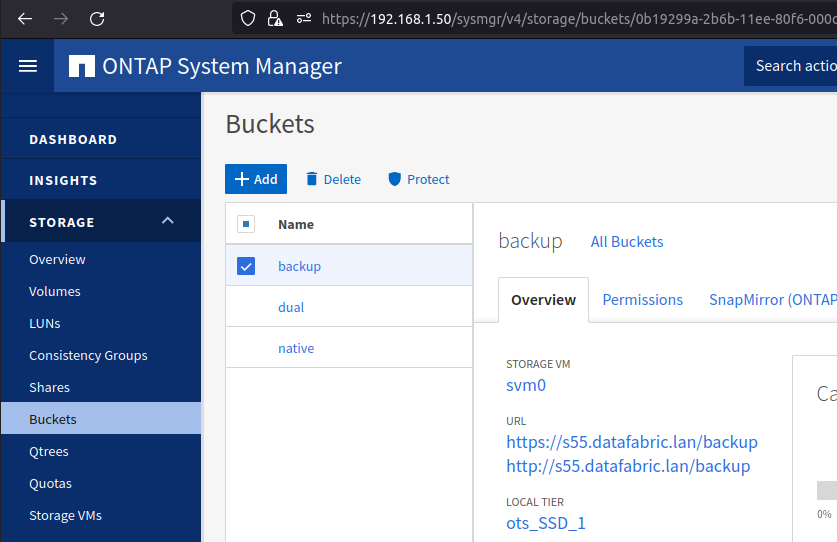 https://192.168.1.50/sysmgr/v4/storage/buckets/0b19299a-2b6b-11ee-80f6-000
ONTAP System Manager
Search actio
DASHBOARD
INSIGHTS
STORAGE
Overview
Volumes
LUNs
Consistency Groups
Shares
Buckets
Qtrees
Quotas
Storage VMs
Buckets
Add
Delete
Protect
Name
backup
dual
native
backup
All Buckets
Overview
Permissions
SnapMirror (ONTAP
STORAGE VM
svm0
URL
https://s55.datafabric.lan/backup
http://s55.datafabric.lan/backup
LOCAL TIER
ots_SSD_1
Ca
0%